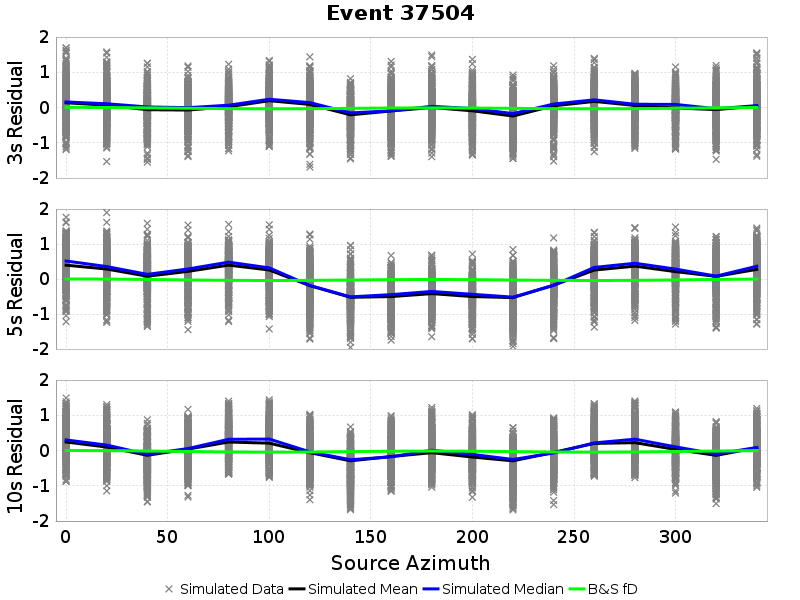 Event 37504
3s Residual
2
1
0
-1
-2
5s Residual
2
1
0
-1
-2
10s Residual
2
1
0
-1
-2
0 50 100 150 200 250 300
Source Azimuth
Simulated Data Simulated Mean Simulated Median B&S fD